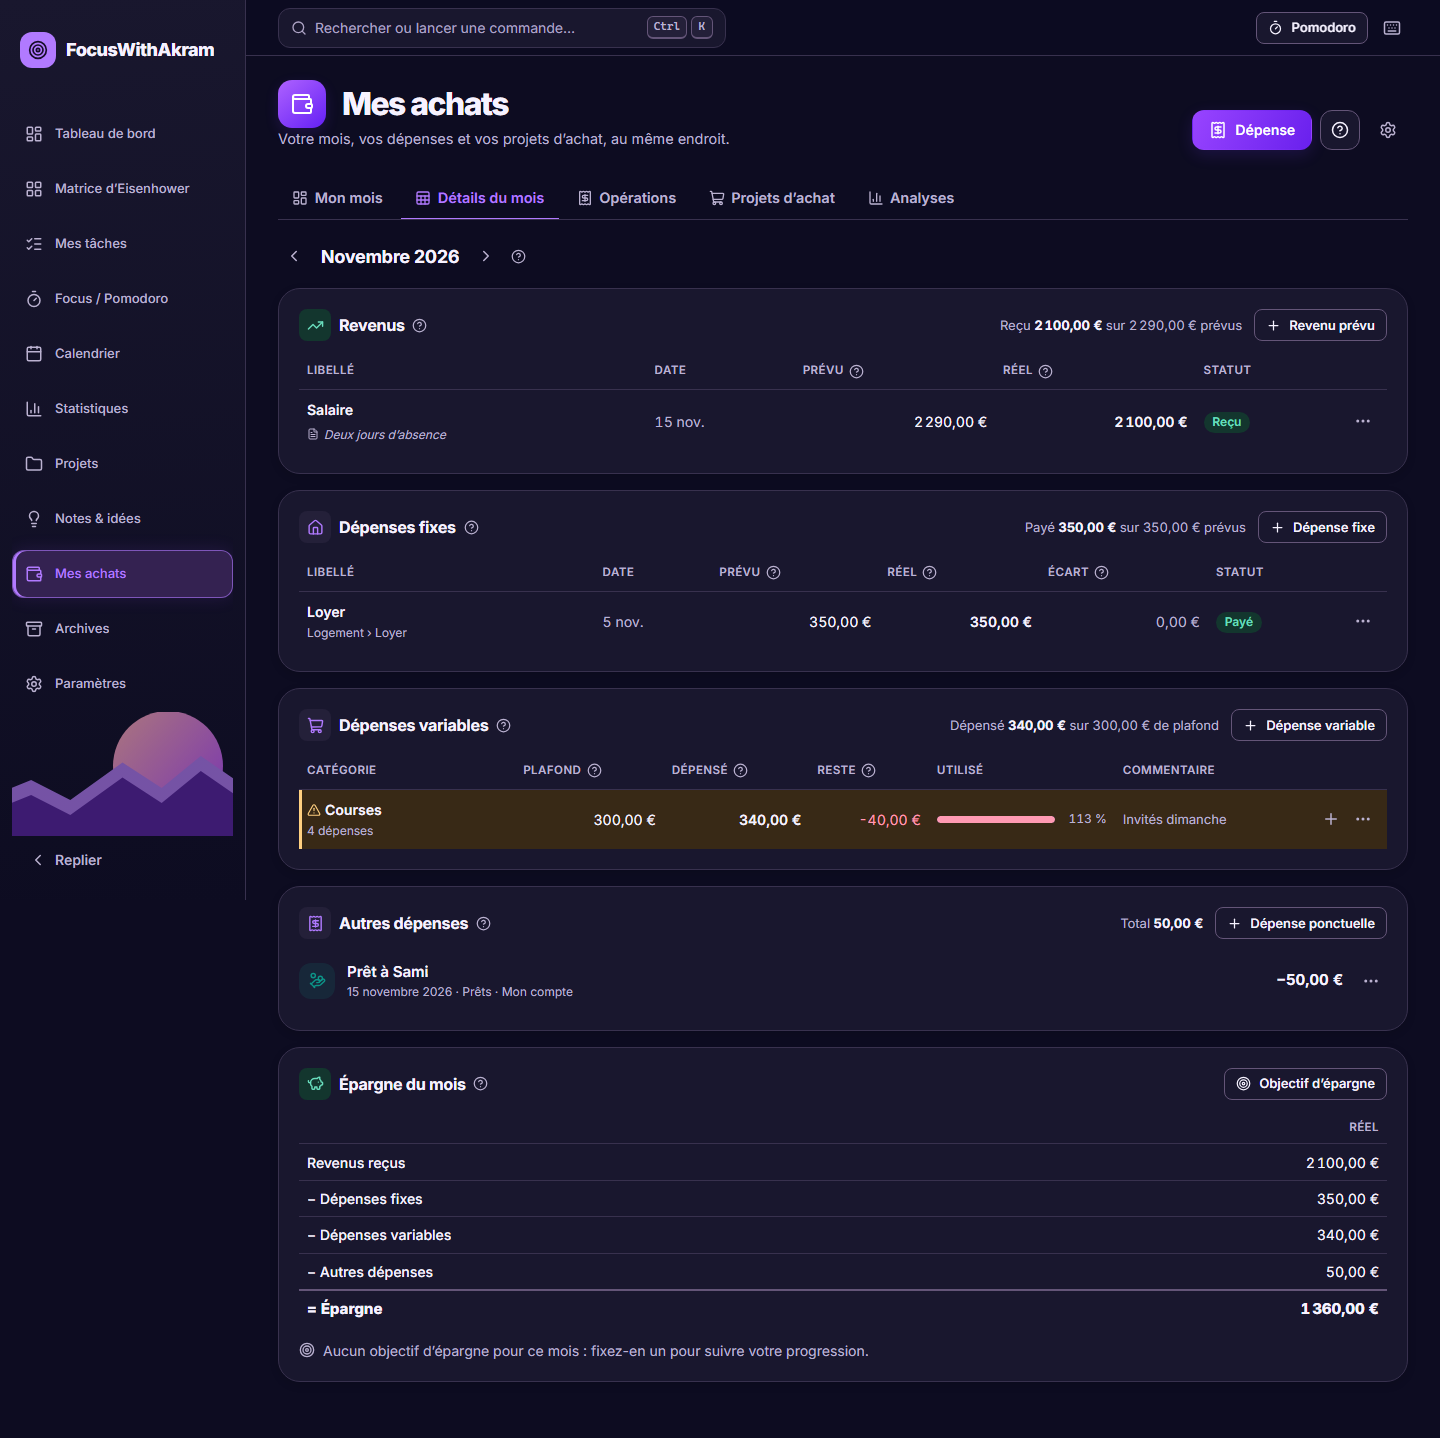 FocusWithAkram
Rechercher ou lancer une commande...
Ctrl K
Pomodoro
Tableau de bord
Matrice d’Eisenhower
Mes tâches
Focus / Pomodoro
Calendrier
Statistiques
Projets
Notes & idées
Mes achats
Archives
Paramètres
Replier
Mes achats
Votre mois, vos dépenses et vos projets d’achat, au même endroit.
Dépense
Mon mois
Détails du mois
Opérations
Projets d’achat
Analyses
Novembre 2026
Revenus
Reçu 2 100,00 € sur 2 290,00 € prévus
+ Revenu prévu
LIBELLÉ DATE PRÉVU RÉEL STATUT
Salaire 15 nov. 2 290,00 € 2 100,00 € Reçu
Deux jours d’absence
Dépenses fixes
Payé 350,00 € sur 350,00 € prévus
+ Dépense fixe
LIBELLÉ DATE PRÉVU RÉEL ÉCART STATUT
Loyer 5 nov. 350,00 € 350,00 € 0,00 € Payé
Logement › Loyer
Dépenses variables
Dépensé 340,00 € sur 300,00 € de plafond
+ Dépense variable
CATÉGORIE PLAFOND DÉPENSÉ RESTE UTILISÉ COMMENTAIRE
Courses 300,00 € 340,00 € -40,00 € 113 % Invités dimanche
4 dépenses
Autres dépenses
Total 50,00 €
+ Dépense ponctuelle
Prêt à Sami −50,00 €
15 novembre 2026 · Prêts · Mon compte
Épargne du mois
Objectif d’épargne
RÉEL
Revenus reçus 2 100,00 €
− Dépenses fixes 350,00 €
− Dépenses variables 340,00 €
− Autres dépenses 50,00 €
= Épargne 1 360,00 €
Aucun objectif d’épargne pour ce mois : fixez-en un pour suivre votre progression.